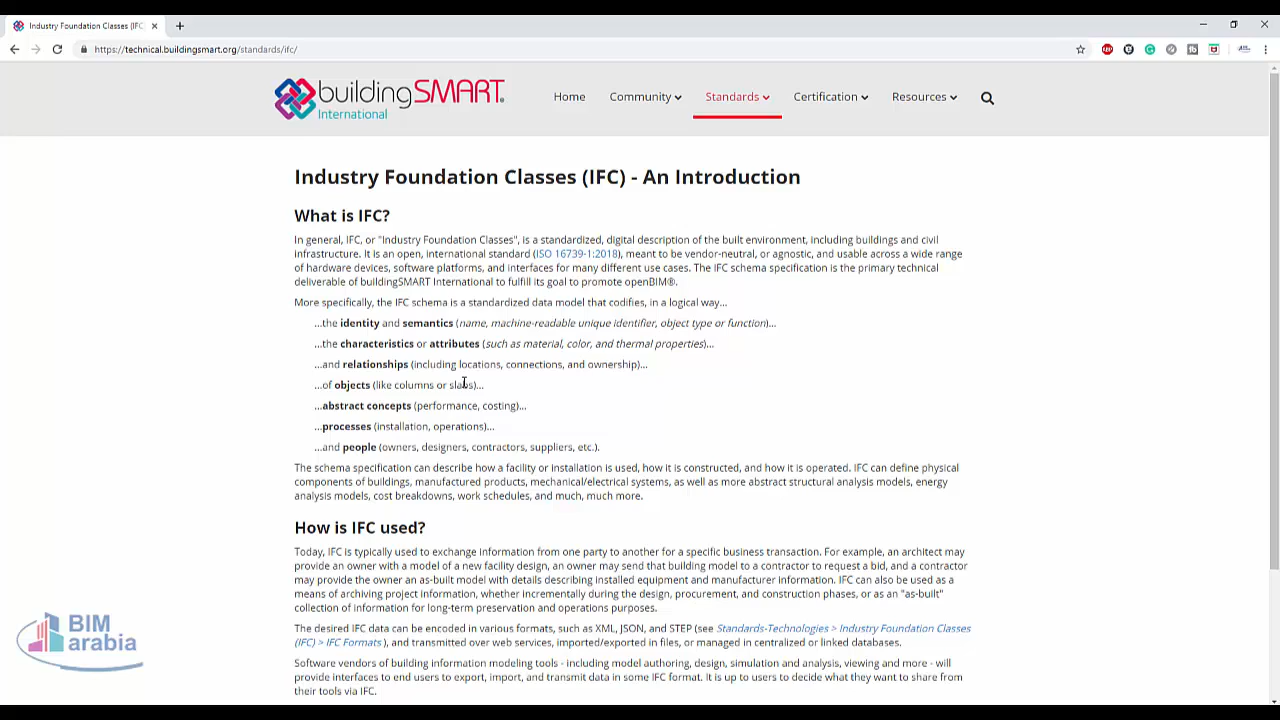 Industry Foundation Classes (IFC)
https://technical.buildingsmart.org/standards/ifc/
buildingSMART
International
Home Community Standards Certification Resources
Industry Foundation Classes (IFC) - An Introduction
What is IFC?
In general, IFC, or "Industry Foundation Classes", is a standardized, digital description of the built environment, including buildings and civil
infrastructure. It is an open, international standard (ISO 16739-1:2018), meant to be vendor-neutral, or agnostic, and usable across a wide range
of hardware devices, software platforms, and interfaces for many different use cases. The IFC schema specification is the primary technical
deliverable of buildingSMART International to fulfill its goal to promote openBIM®.
More specifically, the IFC schema is a standardized data model that codifies, in a logical way...
...the identity and semantics (name, machine-readable unique identifier, object type or function)...
...the characteristics or attributes (such as material, color, and thermal properties)...
...and relationships (including locations, connections, and ownership)...
...of objects (like columns or slabs)...
...abstract concepts (performance, costing)...
...processes (installation, operations)...
...and people (owners, designers, contractors, suppliers, etc.).
The schema specification can describe how a facility or installation is used, how it is constructed, and how it is operated. IFC can define physical
components of buildings, manufactured products, mechanical/electrical systems, as well as more abstract structural analysis models, energy
analysis models, cost breakdowns, work schedules, and much, much more.
How is IFC used?
Today, IFC is typically used to exchange information from one party to another for a specific business transaction. For example, an architect may
provide an owner with a model of a new facility design, an owner may send that building model to a contractor to request a bid, and a contractor
may provide the owner an as-built model with details describing installed equipment and manufacturer information. IFC can also be used as a
means of archiving project information, whether incrementally during the design, procurement, and construction phases, or as an "as-built"
collection of information for long-term preservation and operations purposes.
The desired IFC data can be encoded in various formats, such as XML, JSON, and STEP (see Standards-Technologies > Industry Foundation Classes
(IFC) > IFC Formats ), and transmitted over web services, imported/exported in files, or managed in centralized or linked databases.
Software vendors of building information modeling tools - including model authoring, design, simulation and analysis, viewing and more - will
provide interfaces to end users to export, import, and transmit data in some IFC format. It is up to users to decide what they want to share from
their tools via IFC.
BIM
arabia